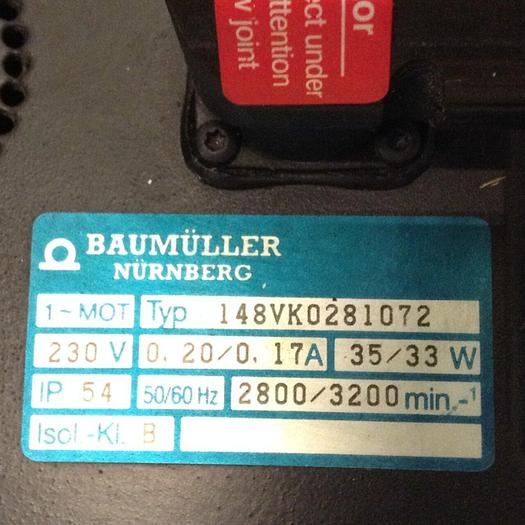 or
ect under
ttention
w joint
BAUMÜLLER
NÜRNBERG
1~MOT Typ 148VK0281072
230 V 0.20/0.17A 35/33 W
IP 54 50/60 Hz 2800/3200 min.-¹
Isol.-Kl. B